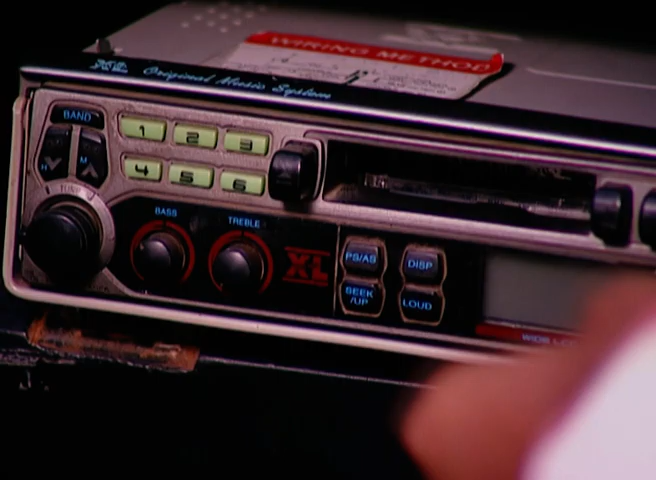 WIRING METHOD
XL Original Music System
BAND
1 2 3
4 5 6
M
TUNE
BASS
TREBLE
XL
PS/AS
DISP
SEEK
/UP
LOUD